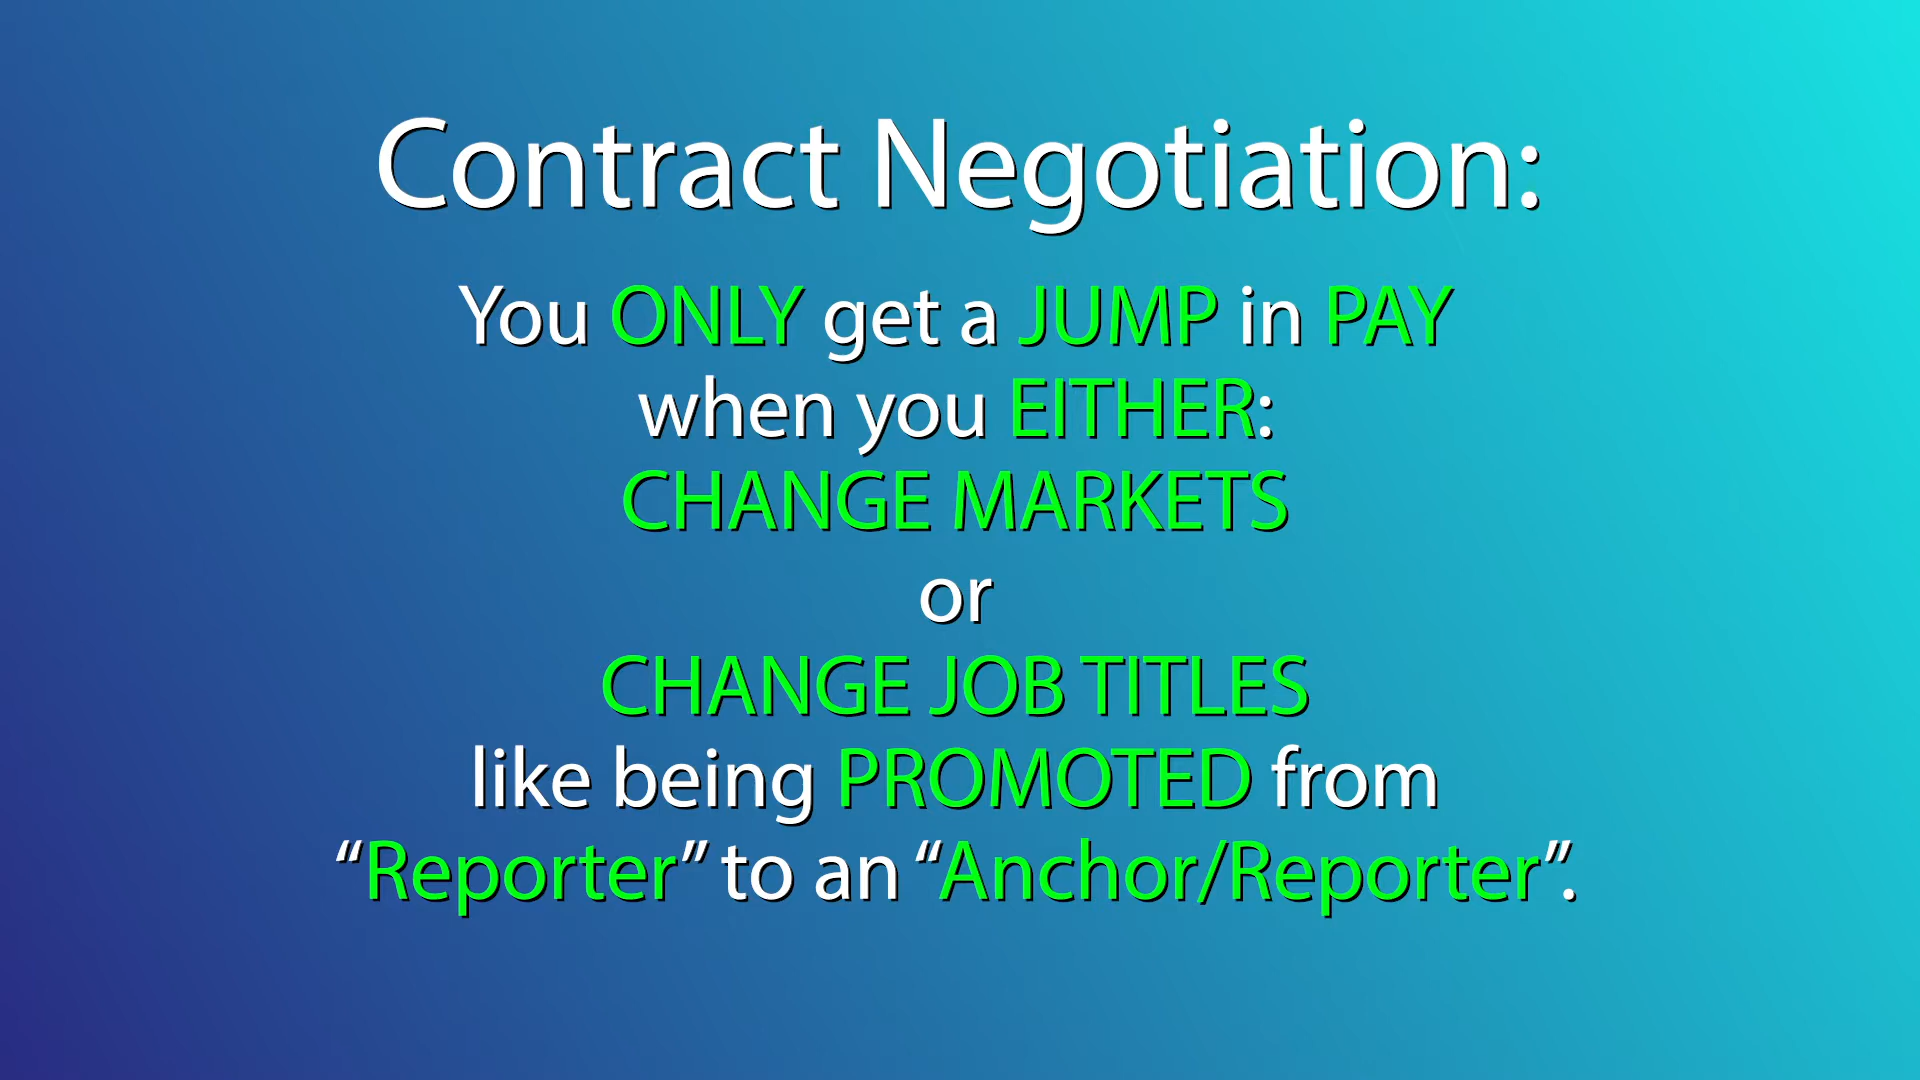 Contract Negotiation:
You ONLY get a JUMP in PAY
when you EITHER:
CHANGE MARKETS
or
CHANGE JOB TITLES
like being PROMOTED from
“Reporter” to an “Anchor/Reporter”.